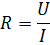 R = U/I